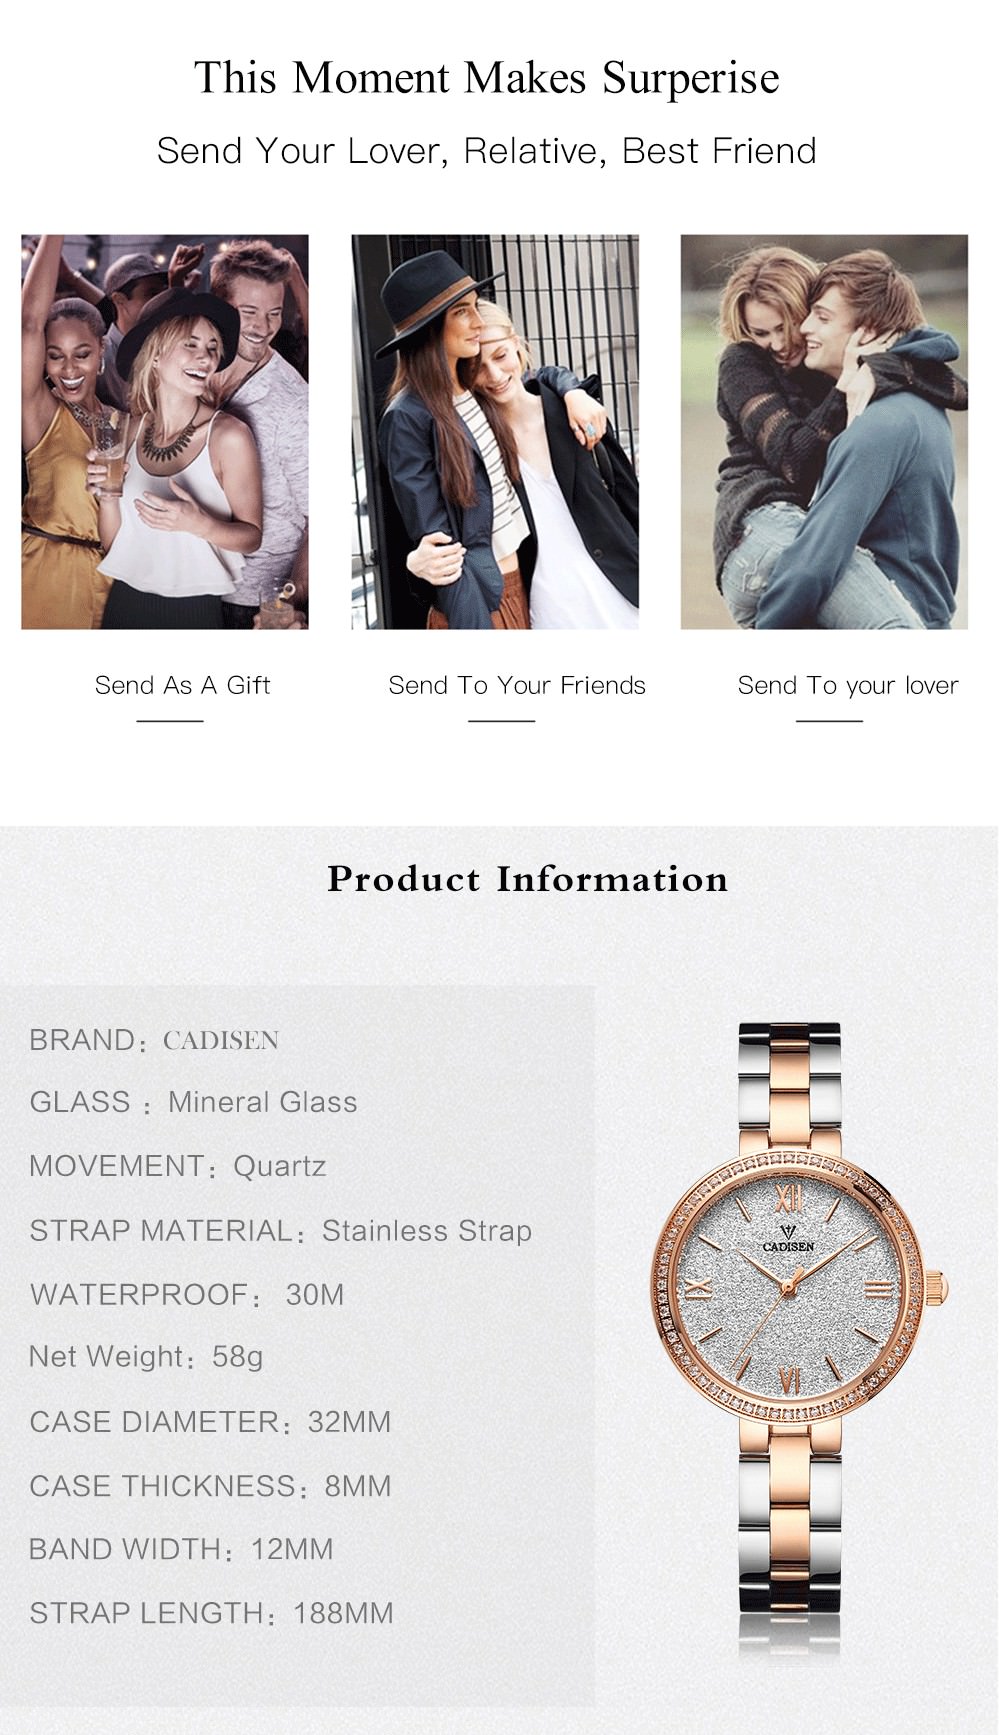 This Moment Makes Surperise
Send Your Lover, Relative, Best Friend
Send As A Gift
Send To Your Friends
Send To your lover
Product Information
BRAND: CADISEN
GLASS : Mineral Glass
MOVEMENT: Quartz
STRAP MATERIAL: Stainless Strap
WATERPROOF: 30M
Net Weight: 58g
CASE DIAMETER: 32MM
CASE THICKNESS: 8MM
BAND WIDTH: 12MM
STRAP LENGTH: 188MM
XII
CADISEN
IX
III
VI